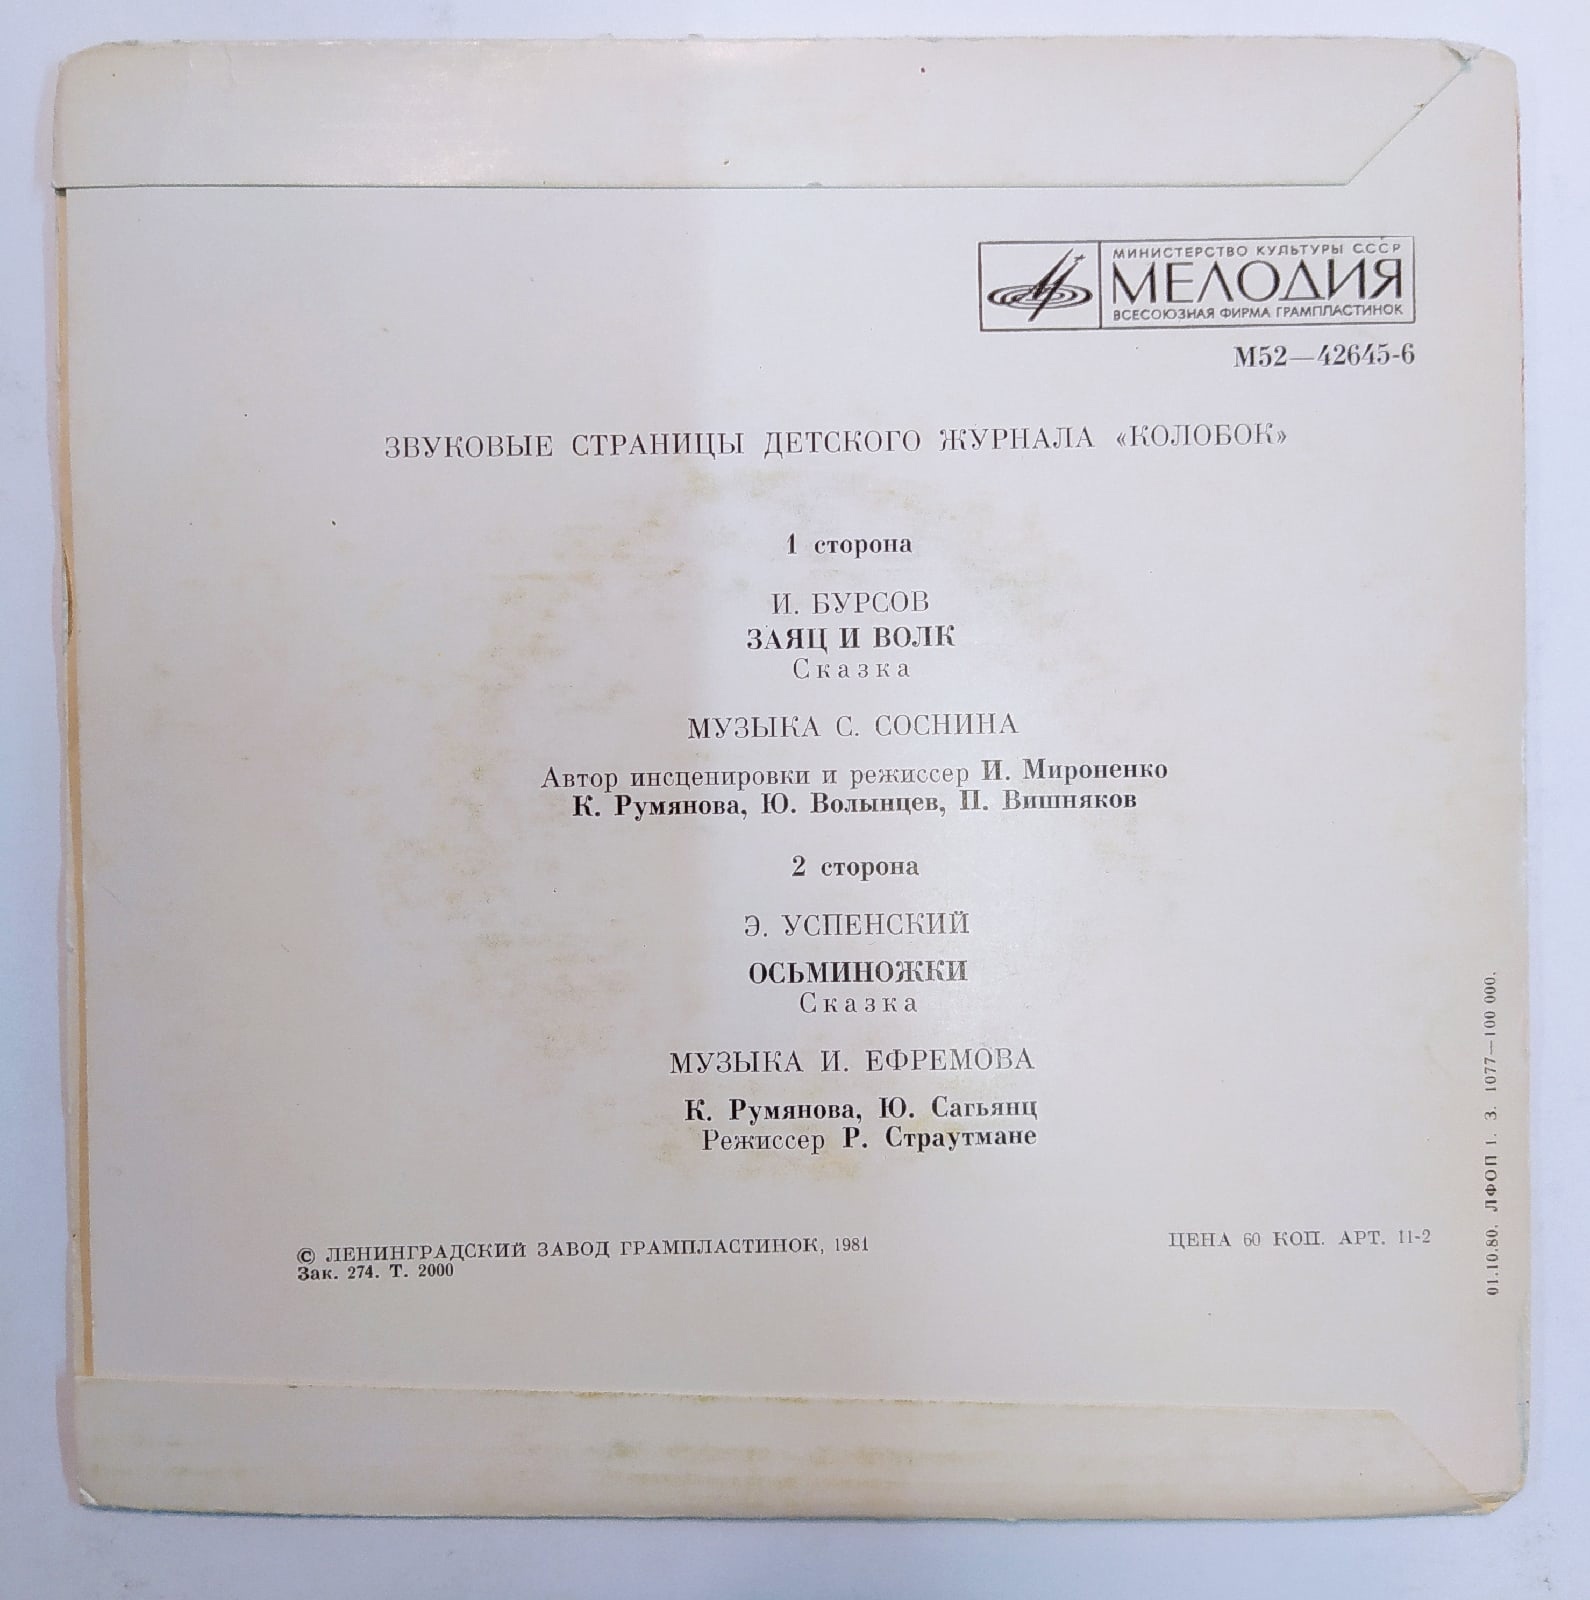 МИНИСТЕРСТВО КУЛЬТУРЫ СССР
МЕЛОДИЯ
ВСЕСОЮЗНАЯ ФИРМА ГРАМПЛАСТИНОК
М52—42645-6
ЗВУКОВЫЕ СТРАНИЦЫ ДЕТСКОГО ЖУРНАЛА «КОЛОБОК»
1 сторона
И. БУРСОВ
ЗАЯЦ И ВОЛК
Сказка
МУЗЫКА С. СОСНИНА
Автор инсценировки и режиссер И. Мироненко
К. Румянова, Ю. Волынцев, П. Вишняков
2 сторона
Э. УСПЕНСКИЙ
ОСЬМИНОЖКИ
Сказка
МУЗЫКА И. ЕФРЕМОВА
К. Румянова, Ю. Сагьянц
Режиссер Р. Страутмане
© ЛЕНИНГРАДСКИЙ ЗАВОД ГРАМПЛАСТИНОК, 1981
Зак. 274. Т. 2000
ЦЕНА 60 КОП. АРТ. 11-2
01.10.80. ЛФОП 1. З. 1077—100 000.